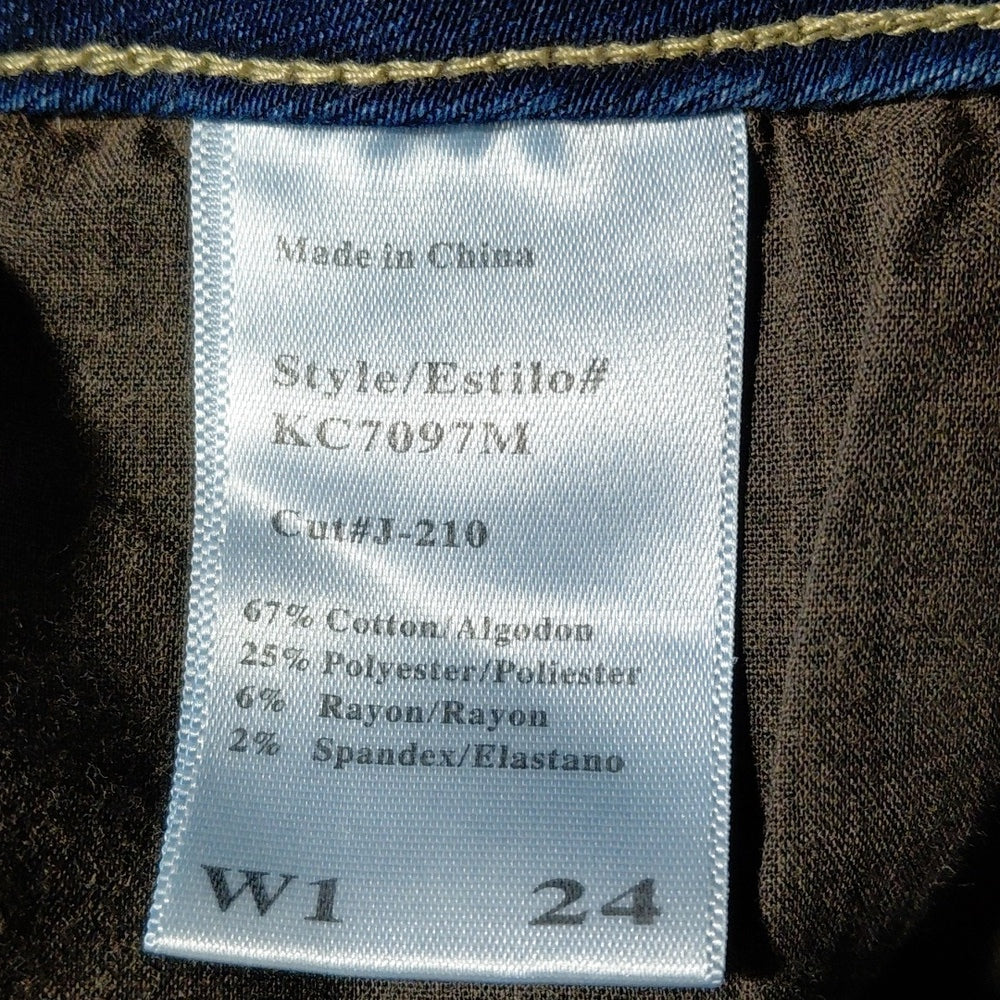 Made in China
Style/Estilo#
KC7097M
Cut#J-210
67% Cotton/Algodon
25% Polyester/Poliester
6% Rayon/Rayon
2% Spandex/Elastano
W1 24